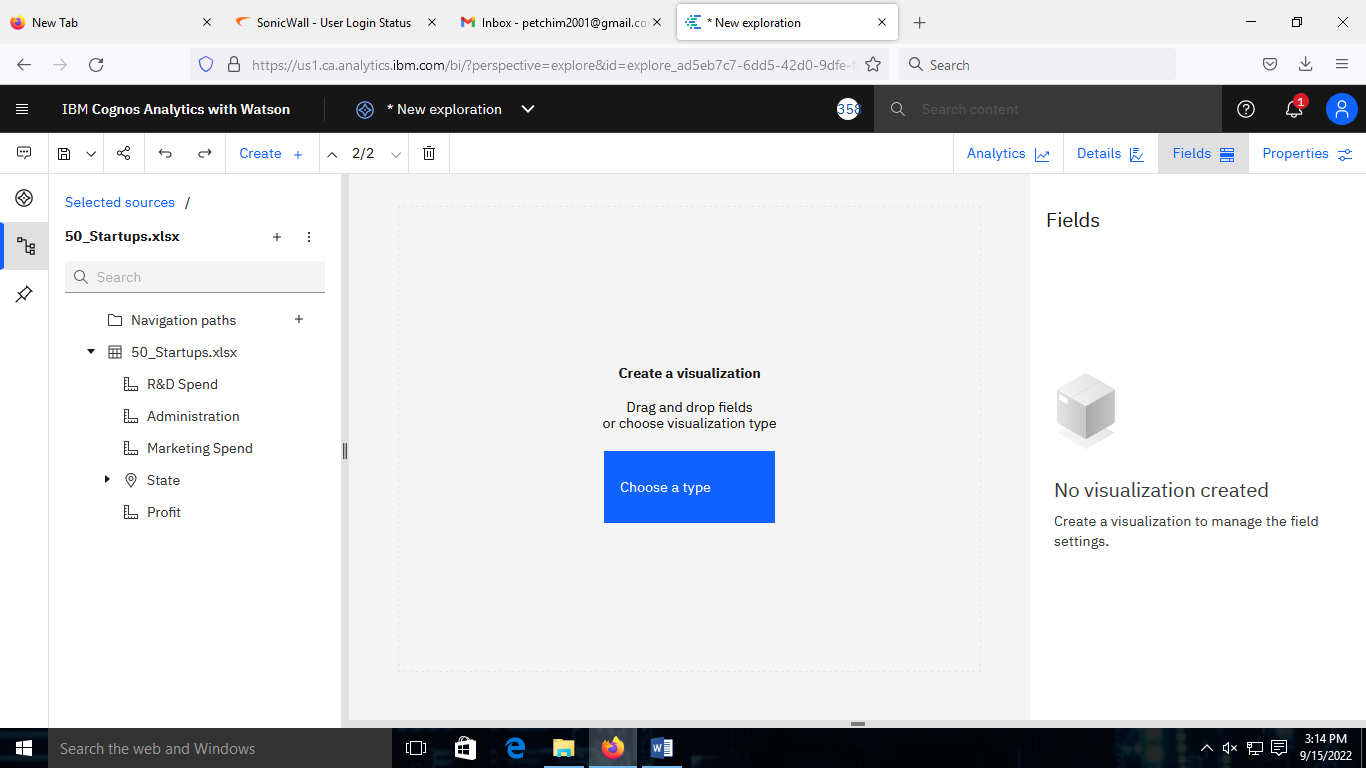 New Tab
SonicWall - User Login Status
Inbox - petchim2001@gmail.co
* New exploration
https://us1.ca.analytics.ibm.com/bi/?perspective=explore&id=explore_ad5eb7c7-6dd5-42d0-9dfe-
Search
IBM Cognos Analytics with Watson
* New exploration
358
Search content
1
Create +
2/2
Analytics
Details
Fields
Properties
Selected sources /
50_Startups.xlsx
Search
Navigation paths
50_Startups.xlsx
R&D Spend
Administration
Marketing Spend
State
Profit
Create a visualization
Drag and drop fields
or choose visualization type
Choose a type
Fields
No visualization created
Create a visualization to manage the field
settings.
Search the web and Windows
3:14 PM
9/15/2022